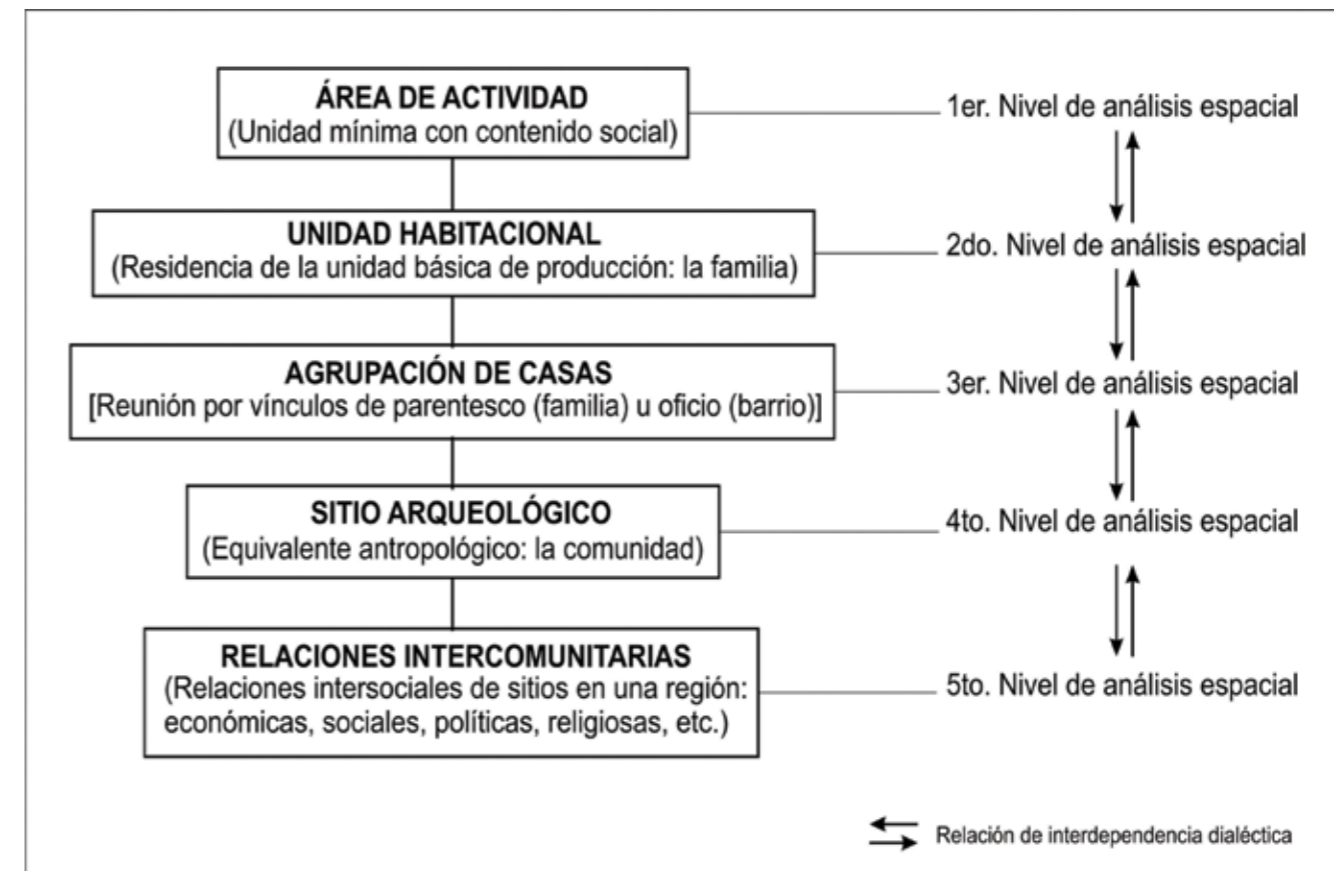 ÁREA DE ACTIVIDAD
(Unidad mínima con contenido social)
1er. Nivel de análisis espacial
UNIDAD HABITACIONAL
(Residencia de la unidad básica de producción: la familia)
2do. Nivel de análisis espacial
AGRUPACIÓN DE CASAS
[Reunión por vínculos de parentesco (familia) u oficio (barrio)]
3er. Nivel de análisis espacial
SITIO ARQUEOLÓGICO
(Equivalente antropológico: la comunidad)
4to. Nivel de análisis espacial
RELACIONES INTERCOMUNITARIAS
(Relaciones intersociales de sitios en una región:
económicas, sociales, políticas, religiosas, etc.)
5to. Nivel de análisis espacial
Relación de interdependencia dialéctica